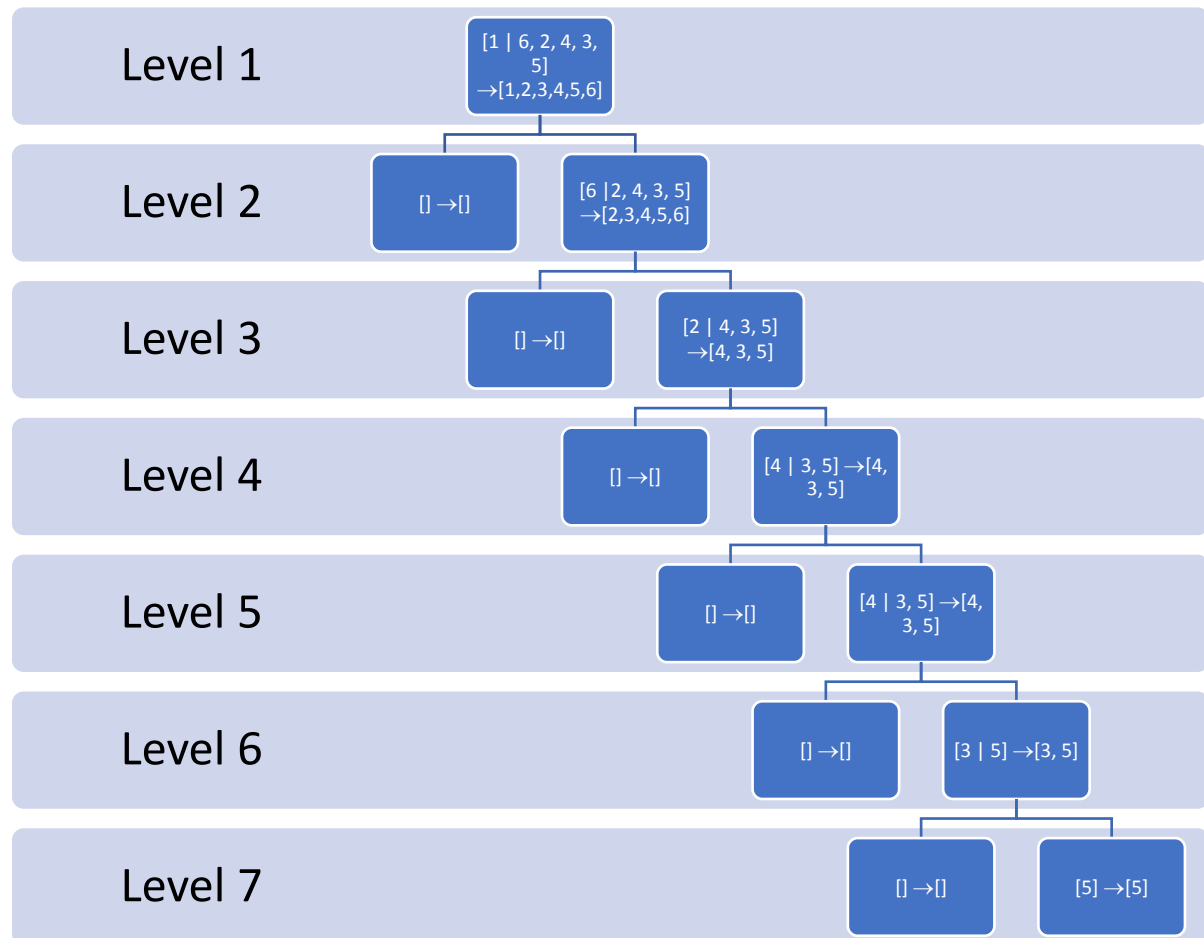 Level 1
[1 | 6, 2, 4, 3,
5]
→[1,2,3,4,5,6]
Level 2
[] →[]
[6 |2, 4, 3, 5]
→[2,3,4,5,6]
Level 3
[] →[]
[2 | 4, 3, 5]
→[4, 3, 5]
Level 4
[] →[]
[4 | 3, 5] →[4,
3, 5]
Level 5
[] →[]
[4 | 3, 5] →[4,
3, 5]
Level 6
[] →[]
[3 | 5] →[3, 5]
Level 7
[] →[]
[5] →[5]